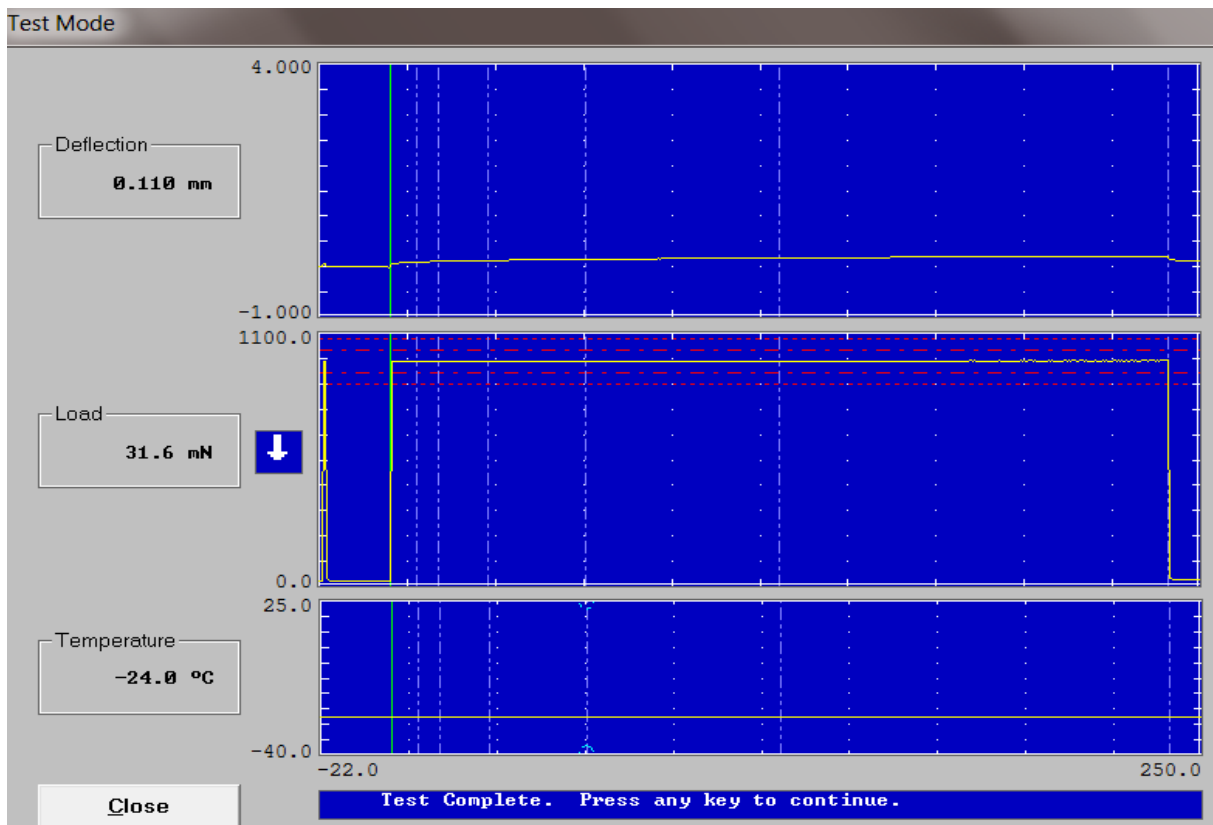 Test Mode
4.000
Deflection
0.110 mm
-1.000
1100.0
Load
31.6 mN
0.0
25.0
Temperature
-24.0 ºC
-40.0
-22.0 250.0
Close
Test Complete. Press any key to continue.